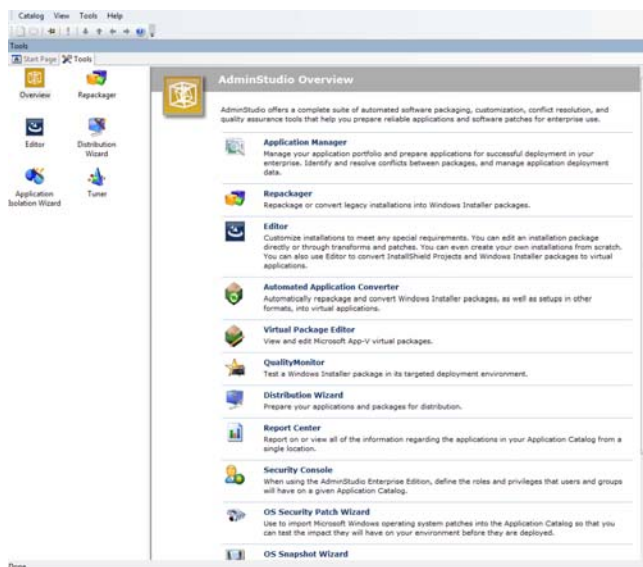 Catalog View Tools Help
Tools
Start Page Tools
Overview Repackager
Editor Distribution
Wizard
Application Tuner
Isolation Wizard
AdminStudio Overview
AdminStudio offers a complete suite of automated software packaging, customization, conflict resolution, and
quality assurance tools that help you prepare reliable applications and software patches for enterprise use.
Application Manager
Manage your application portfolio and prepare applications for successful deployment in your
enterprise. Identify and resolve conflicts between packages, and manage application deployment
data.
Repackager
Repackage or convert legacy installations into Windows Installer packages.
Editor
Customize installations to meet any special requirements. You can edit an installation package
directly or through transforms and patches. You can even create your own installations from scratch.
You can also use Editor to convert InstallShield Projects and Windows Installer packages to virtual
applications.
Automated Application Converter
Automatically repackage and convert Windows Installer packages, as well as setups in other
formats, into virtual applications.
Virtual Package Editor
View and edit Microsoft App-V virtual packages.
QualityMonitor
Test a Windows Installer package in its targeted deployment environment.
Distribution Wizard
Prepare your applications and packages for distribution.
Report Center
Report on or view all of the information regarding the applications in your Application Catalog from a
single location.
Security Console
When using the AdminStudio Enterprise Edition, define the roles and privileges that users and groups
will have on a given Application Catalog.
OS Security Patch Wizard
Use to import Microsoft Windows operating system patches into the Application Catalog so that you
can test the impact they will have on your environment before they are deployed.
OS Snapshot Wizard